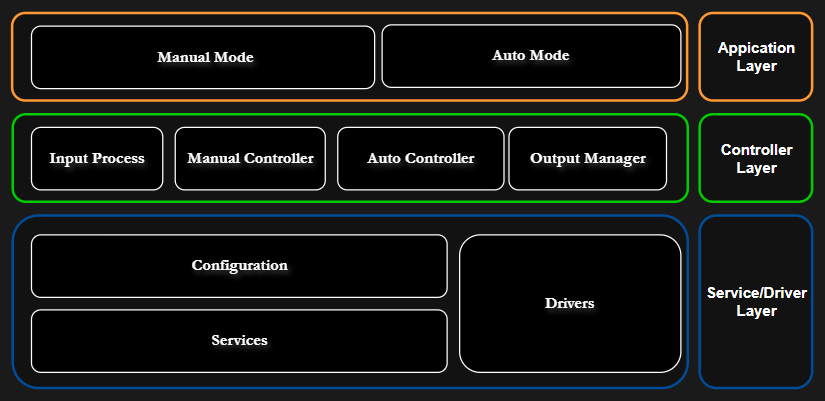 Manual Mode
Auto Mode
Appication
Layer
Input Process
Manual Controller
Auto Controller
Output Manager
Controller
Layer
Configuration
Services
Drivers
Service/Driver
Layer